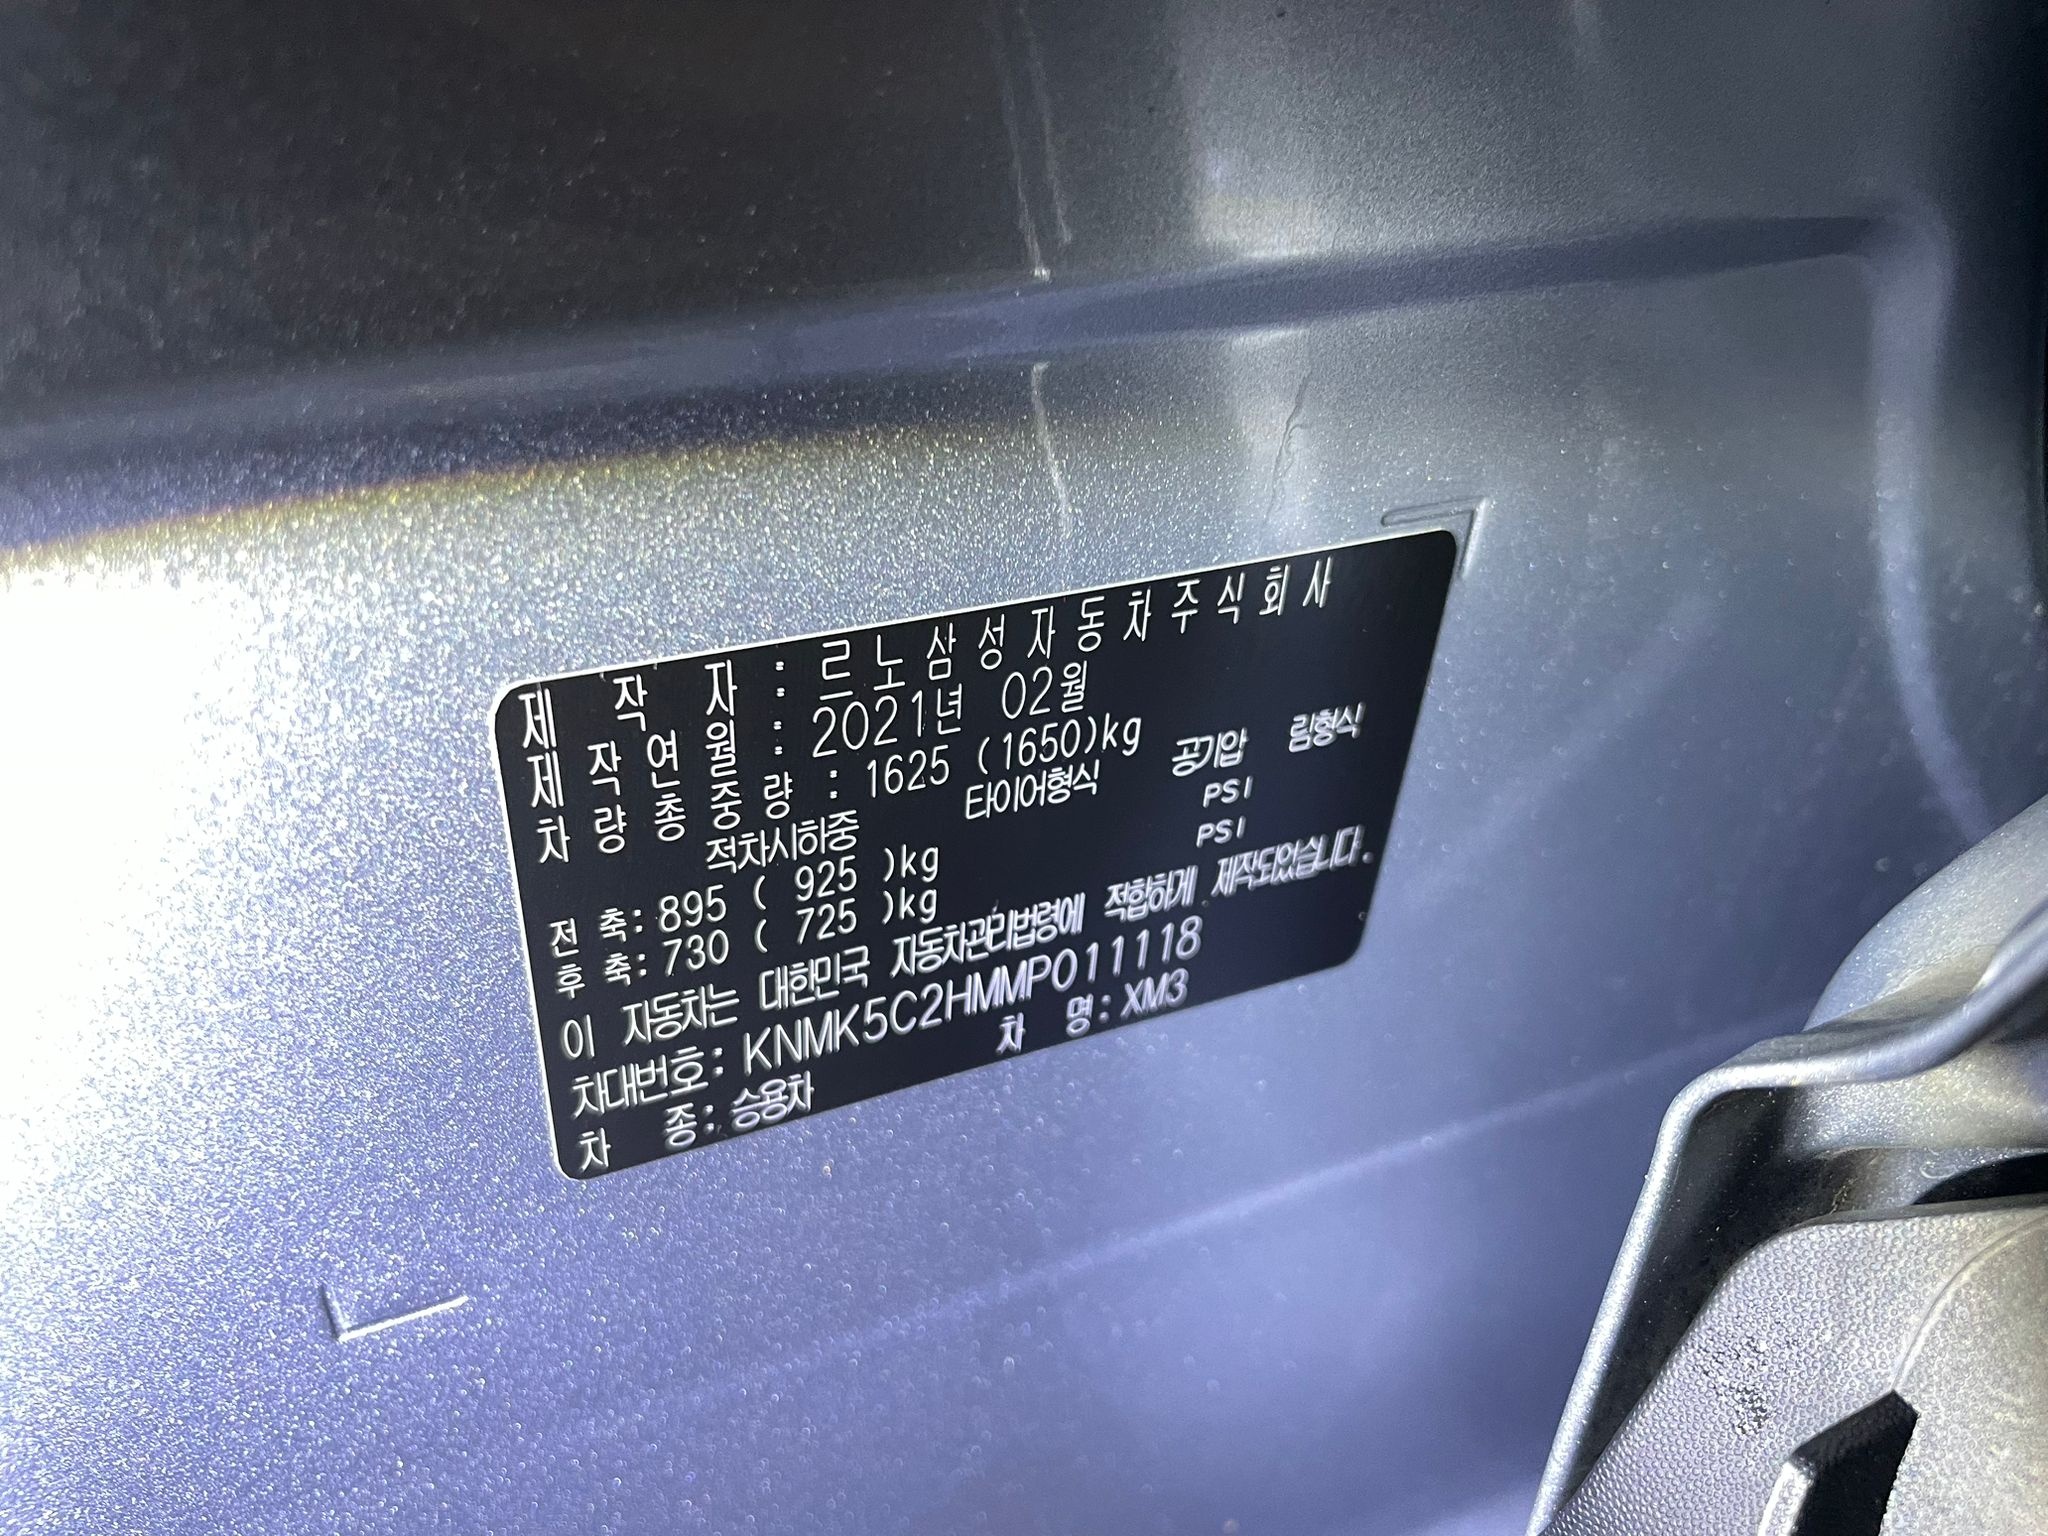 제 작 자 : 르노삼성자동차주식회사
제작연월 : 2021년 02월
차량총중량 : 1625 (1650)kg
적차시하중 타이어형식 공기압 림형식
전 축: 895 ( 925 )kg PSI
후 축: 730 ( 725 )kg PSI
이 자동차는 대한민국 자동차관리법령에 적합하게 제작되었습니다.
차대번호: KNMK5C2HMMP011118
차 종: 승용차 차 명: XM3